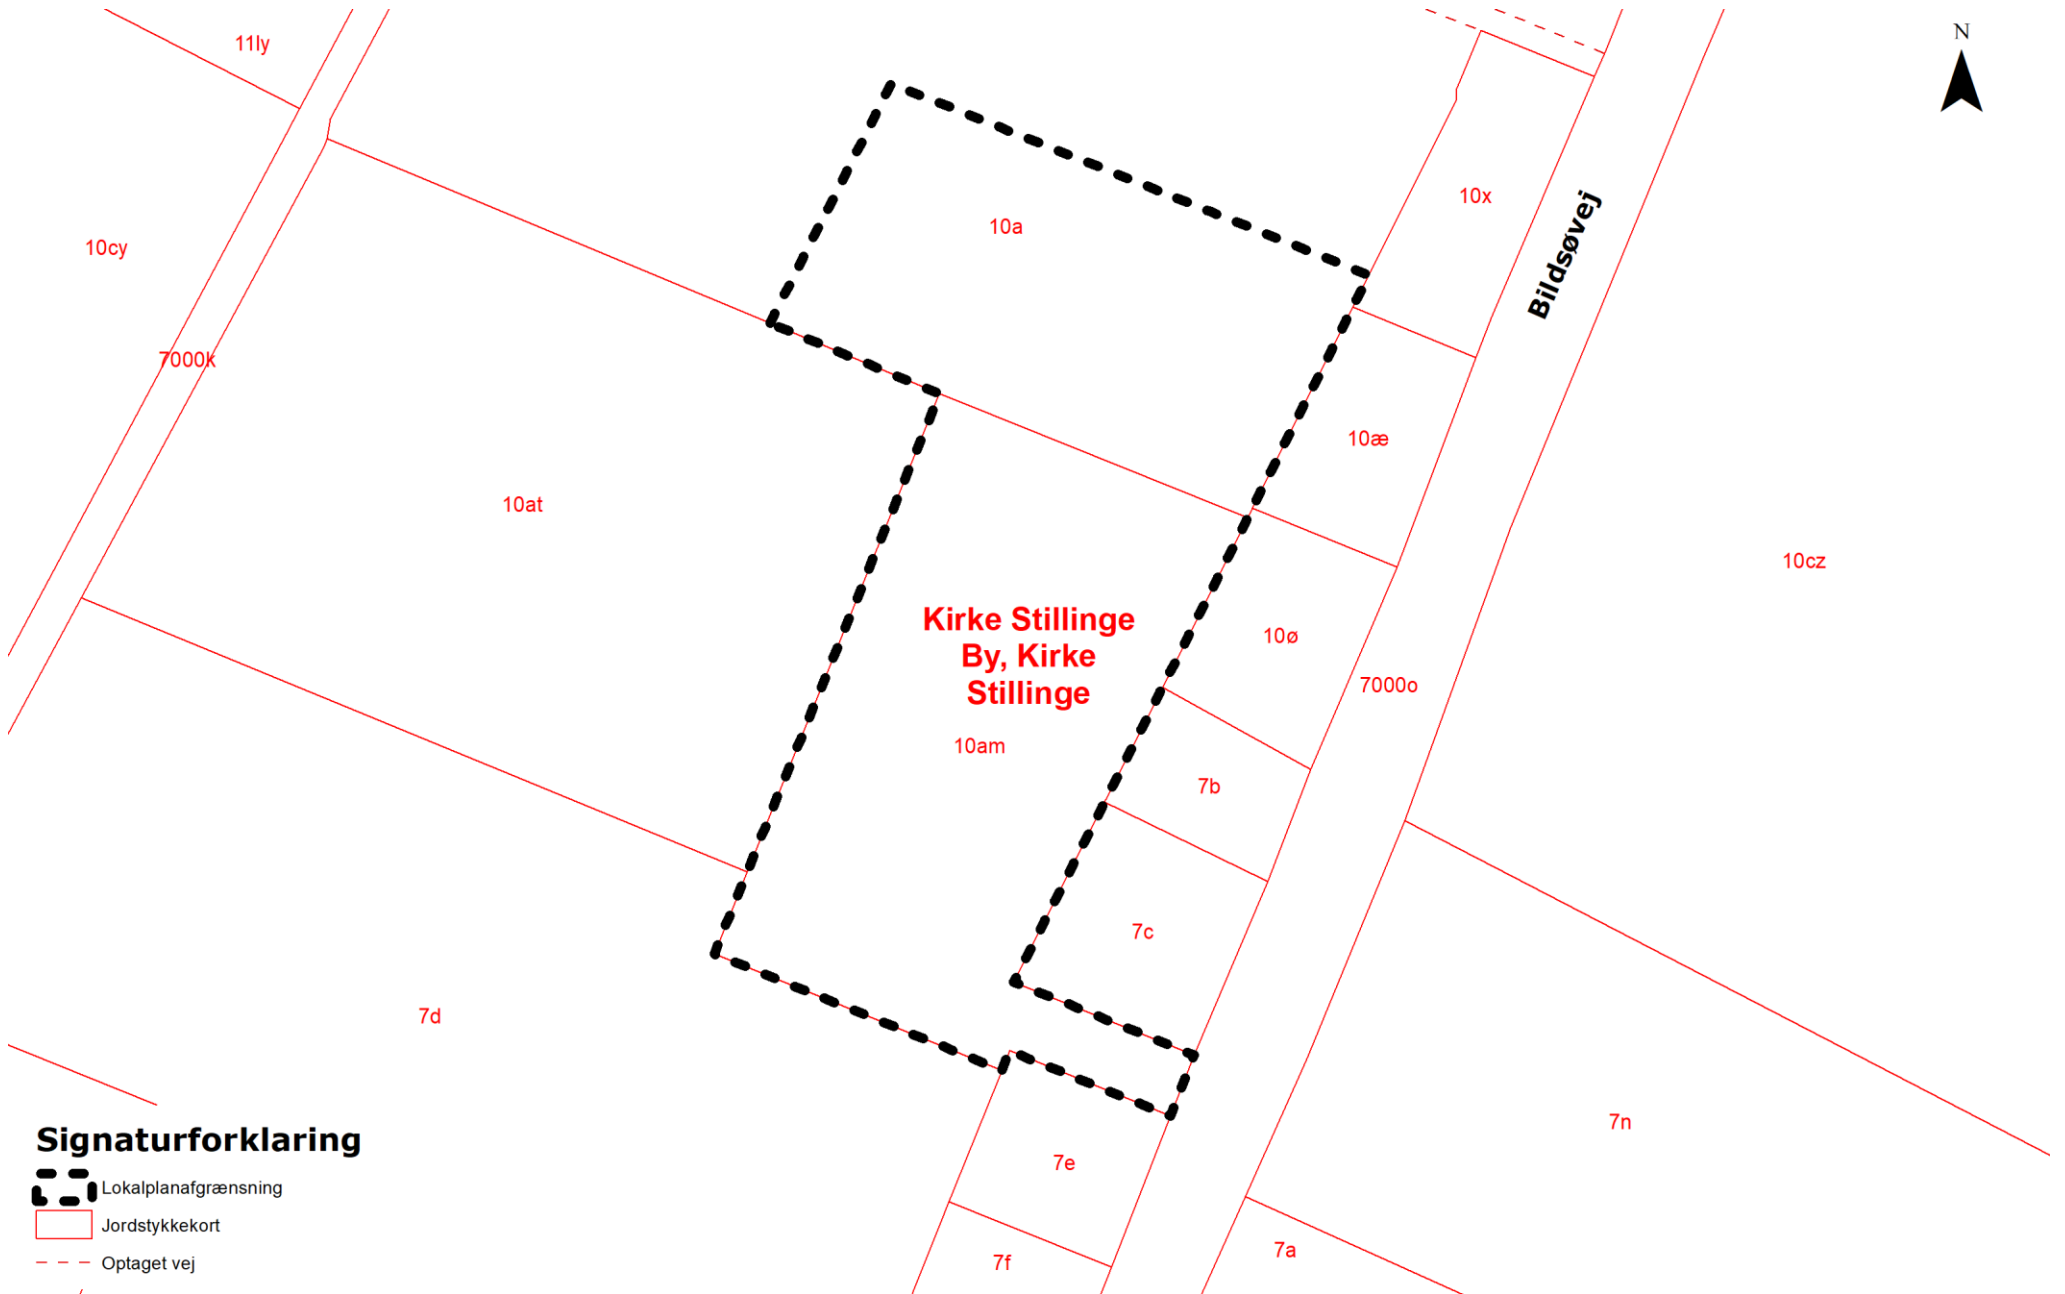 11ly
N
10x
10a
10cy
Bildsøvej
7000k
10æ
10at
10cz
Kirke Stillinge
By, Kirke
Stillinge
10ø
7000o
10am
7b
7c
7d
7n
Signaturforklaring
7e
Lokalplanafgrænsning
Jordstykkekort
7a
7f
Optaget vej